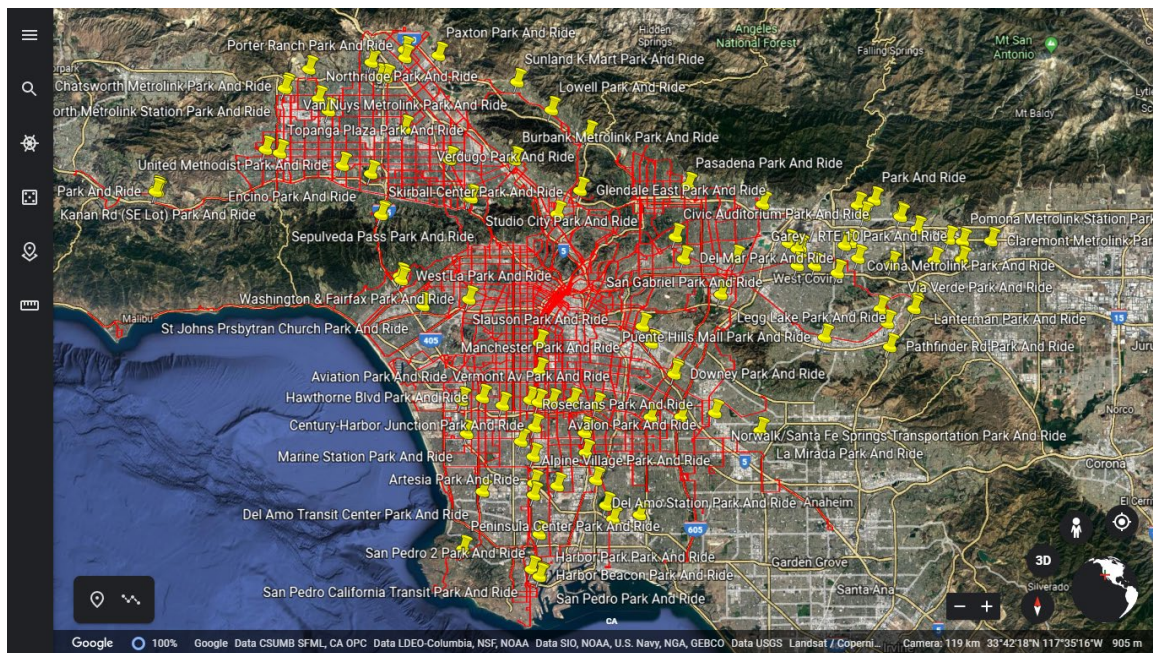 Paxton Park And Ride
Hidden
Springs
Angeles
National Forest
Porter Ranch Park And Ride
Mt San
Antonio
Falling Springs
Sunland K Mart Park And Ride
orpark
Northridge Park And Ride
Chatsworth Metrolink Park And Ride
Lowell Park And Ride
Van Nuys Metrolink Park And Ride
orth Metrolink Station Park And Ride
Mt Baldy
Topanga Plaza Park And Ride
Burbank Metrolink Park And Ride
Verdugo Park And Ride
United Methodist Park And Ride
Pasadena Park And Ride
Park And Ride
Park And Ride
Encino Park And Ride
Skirball Center Park And Ride
Glendale East Park And Ride
Kanan Rd (SE Lot) Park And Ride
Studio City Park And Ride
Civic Auditorium Park And Ride
Pomona Metrolink Station Park
Sepulveda Pass Park And Ride
5
Garey / RTE 10 Park And Ride
Claremont Metrolink Par
Del Mar Park And Ride
Covina Metrolink Park And Ride
West La Park And Ride
San Gabriel Park And Ride
West Covina
Via Verde Park And Ride
Washington & Fairfax Park And Ride
Malibu
Slauson Park And Ride
Legg Lake Park And Ride
Lanterman Park And Ride
15
St Johns Prsbytran Church Park And Ride
405
Puente Hills Mall Park And Ride
Manchester Park And Ride
Pathfinder Rd Park And Ride
Juru
Aviation Park And Ride
Vermont Av Park And Ride
Downey Park And Ride
Hawthorne Blvd Park And Ride
Rosecrans Park And Ride
Norco
Century-Harbor Junction Park And Ride
Avalon Park And Ride
Norwalk/Santa Fe Springs Transportation Park And Ride
Marine Station Park And Ride
Alpine Village Park And Ride
La Mirada Park And Ride
5
Corona
Artesia Park And Ride
Del Amo Station Park And Ride
Anaheim
El Cerri
Del Amo Transit Center Park And Ride
Peninsula Center Park And Ride
605
San Pedro 2 Park And Ride
Harbor Park Park And Ride
Garden Grove
3D
Harbor Beacon Park And Ride
San Pedro California Transit Park And Ride
San Pedro Park And Ride
Santa Ana
Silverado
CA
Google 100% Google Data CSUMB SFML, CA OPC Data LDEO-Columbia, NSF, NOAA Data SIO, NOAA, U.S. Navy, NGA, GEBCO Data USGS Landsat / Coperni... Camera: 119 km 33°42'18"N 117°35'16"W 905 m